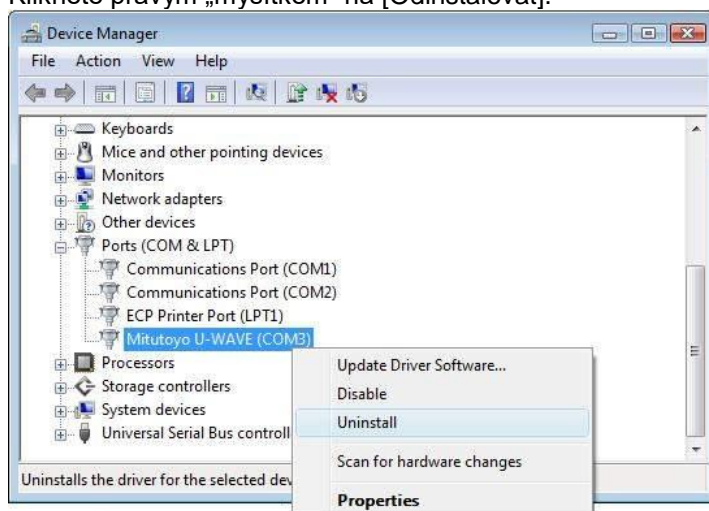 Klikněte pravým „myšítkem“ na [Odinstalovat].
Device Manager
File Action View Help
Keyboards
Mice and other pointing devices
Monitors
Network adapters
Other devices
Ports (COM & LPT)
Communications Port (COM1)
Communications Port (COM2)
ECP Printer Port (LPT1)
Mitutoyo U-WAVE (COM3)
Processors
Storage controllers
System devices
Universal Serial Bus controll
Update Driver Software...
Disable
Uninstall
Scan for hardware changes
Properties
Uninstalls the driver for the selected dev